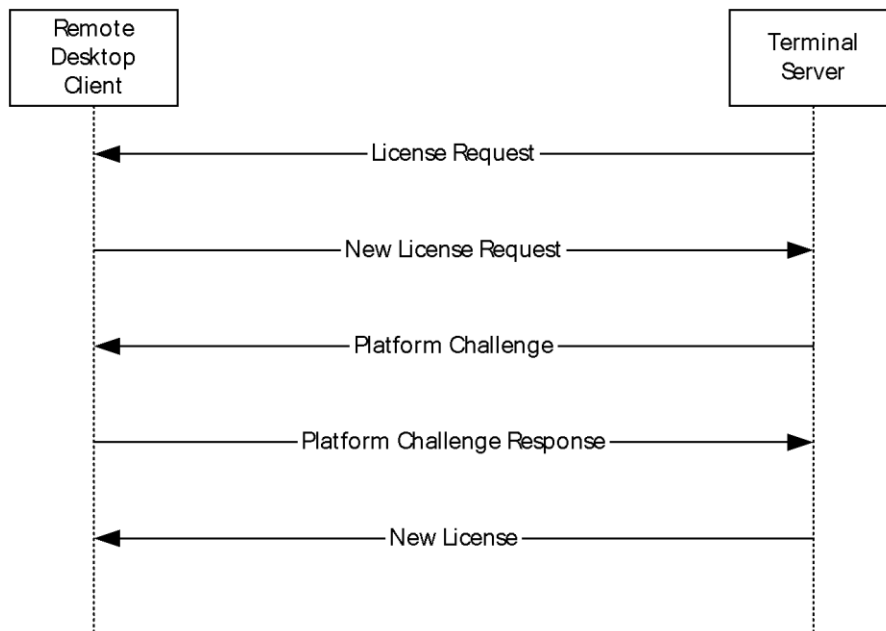 Remote
Desktop
Client
Terminal
Server
License Request
New License Request
Platform Challenge
Platform Challenge Response
New License